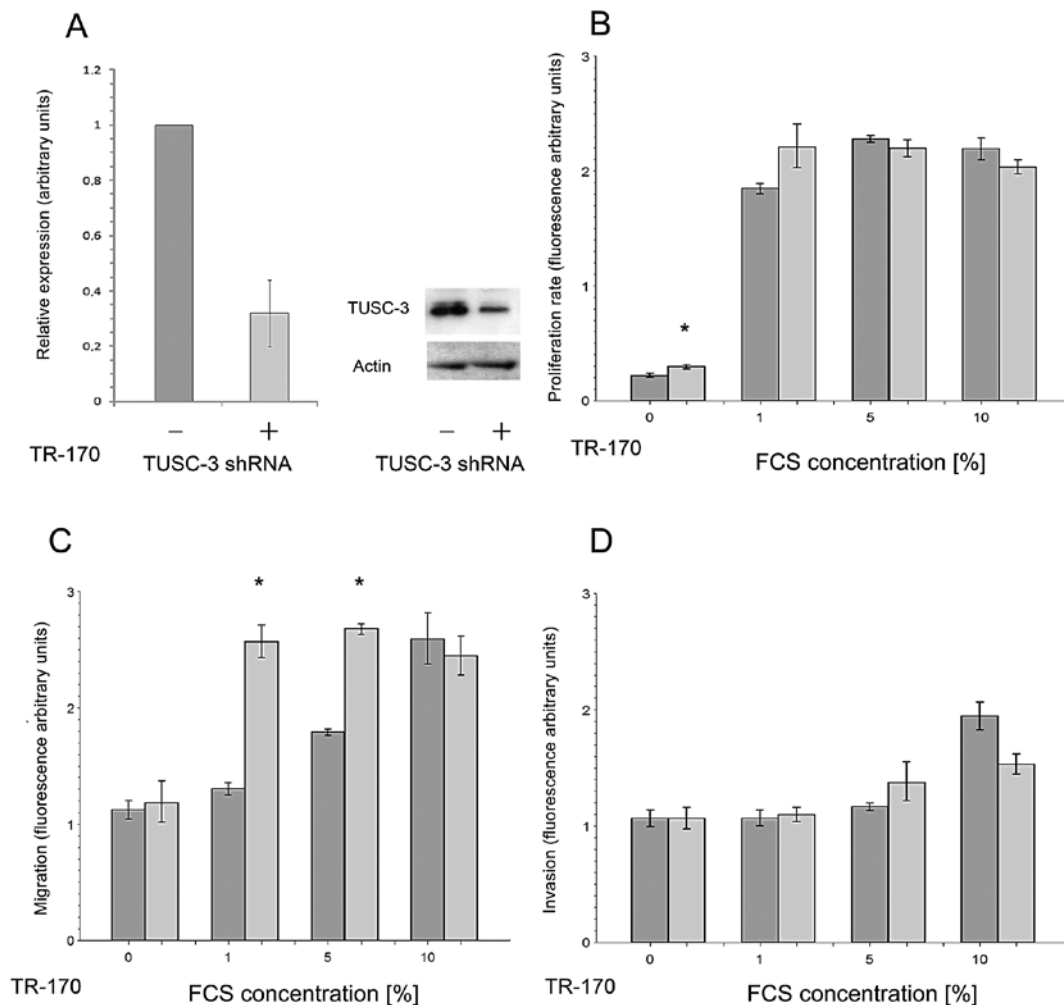 A
Relative expression (arbitrary units)
1.2
1
0,8
0,6
0,4
0,2
0
− +
TR-170
TUSC-3 shRNA
TUSC-3
Actin
− +
TUSC-3 shRNA
B
Proliferation rate (fluorescence arbitrary units)
3
2
1
0
*
0 1 5 10
TR-170
FCS concentration [%]
C
Migration (fluorescence arbitrary units)
3
2
1
0
* *
0 1 5 10
TR-170
FCS concentration [%]
D
Invasion (fluorescence arbitrary units)
3
2
1
0
0 1 5 10
TR-170
FCS concentration [%]